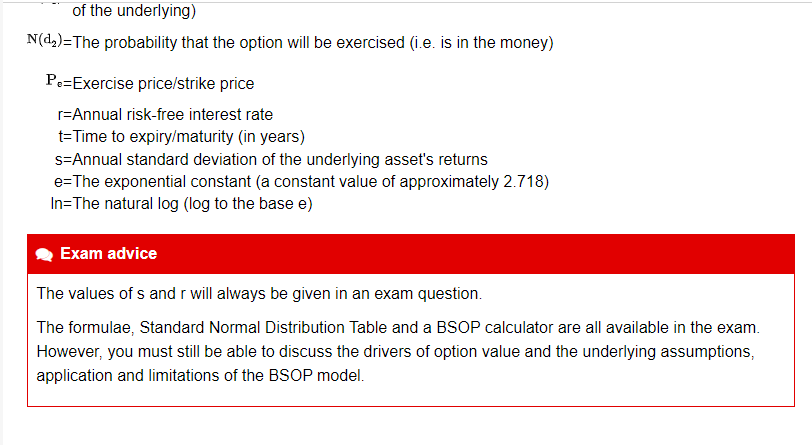 of the underlying)
N(d₂)=The probability that the option will be exercised (i.e. is in the money)
Pₑ=Exercise price/strike price
r=Annual risk-free interest rate
t=Time to expiry/maturity (in years)
s=Annual standard deviation of the underlying asset's returns
e=The exponential constant (a constant value of approximately 2.718)
ln=The natural log (log to the base e)
Exam advice
The values of s and r will always be given in an exam question.
The formulae, Standard Normal Distribution Table and a BSOP calculator are all available in the exam.
However, you must still be able to discuss the drivers of option value and the underlying assumptions,
application and limitations of the BSOP model.